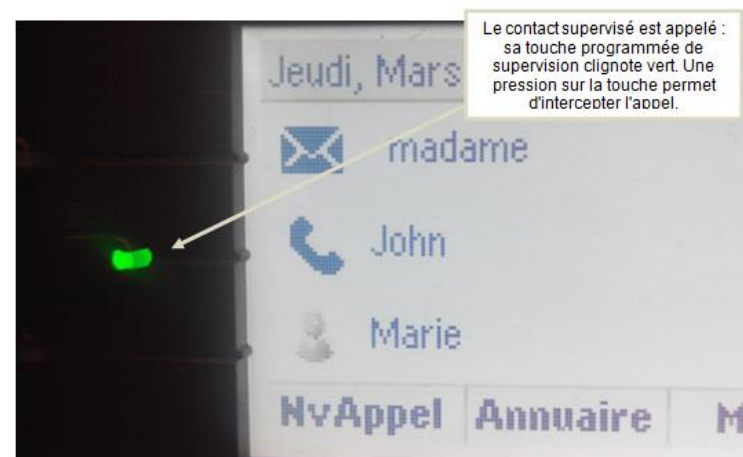 Le contact supervisé est appelé :
sa touche programmée de
supervision clignote vert. Une
pression sur la touche permet
d'intercepter l'appel.
Jeudi, Mars
madame
John
Marie
NvAppel Annuaire M